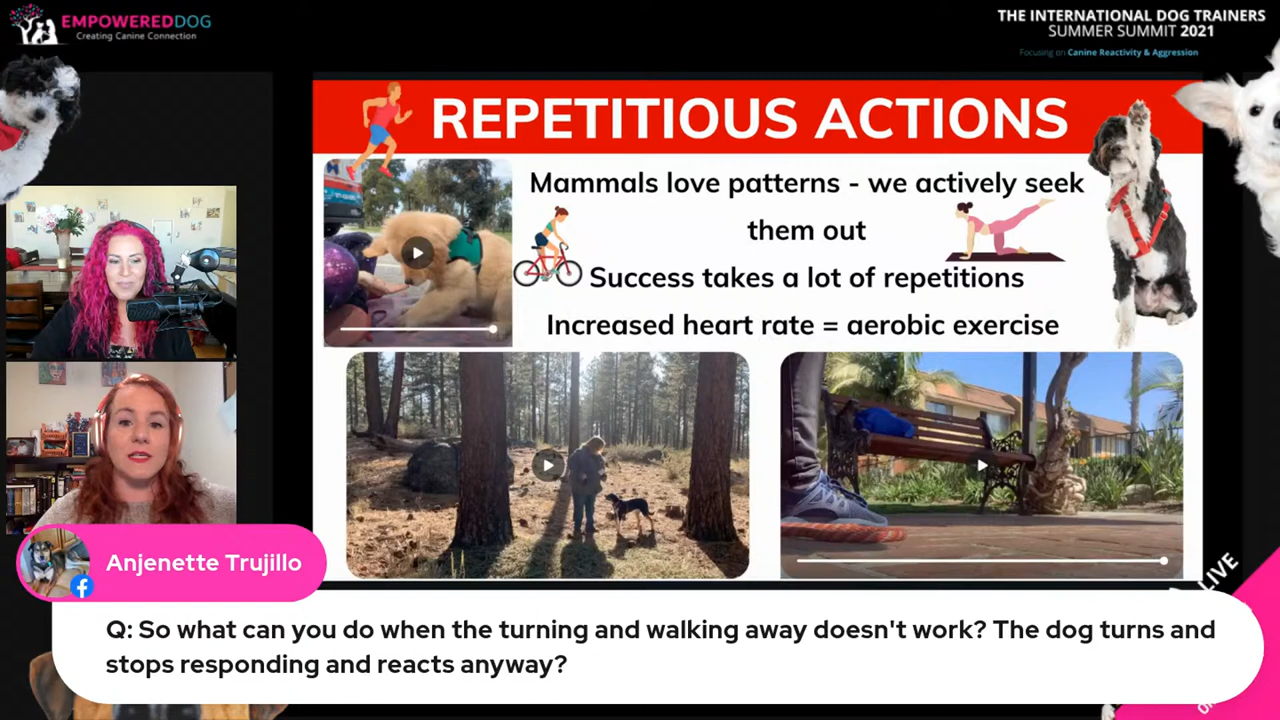 EMPOWEREDDOG
Creating Canine Connection
THE INTERNATIONAL DOG TRAINERS
SUMMER SUMMIT 2021
Focusing on Canine Reactivity & Aggression
REPETITIOUS ACTIONS
Mammals love patterns - we actively seek
them out
Success takes a lot of repetitions
Increased heart rate = aerobic exercise
Anjenette Trujillo
Q: So what can you do when the turning and walking away doesn't work? The dog turns and
stops responding and reacts anyway?
LIVE